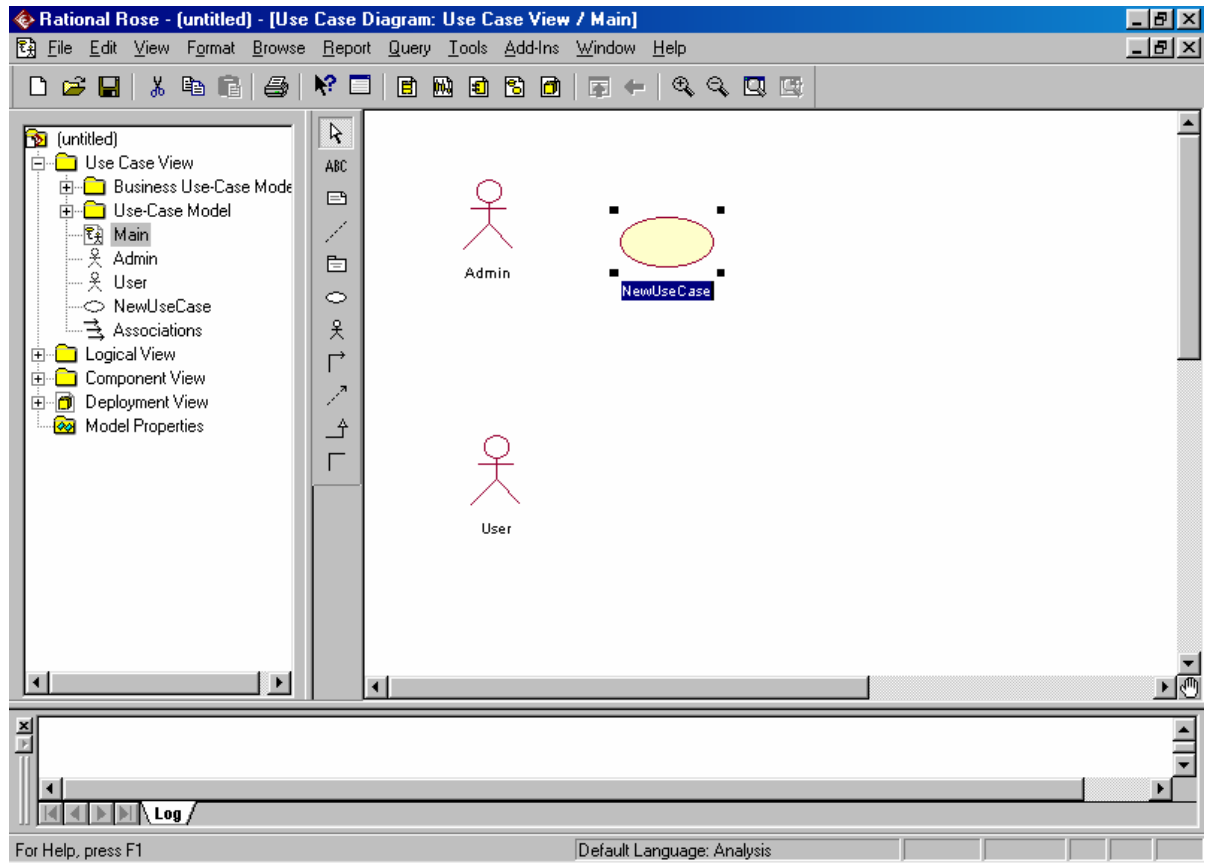 Rational Rose - (untitled) - [Use Case Diagram: Use Case View / Main]
File Edit View Format Browse Report Query Tools Add-Ins Window Help
(untitled)
Use Case View
Business Use-Case Mode
Use-Case Model
Main
Admin
User
NewUseCase
Associations
Logical View
Component View
Deployment View
Model Properties
ABC
Admin
NewUseCase
User
Log
For Help, press F1
Default Language: Analysis